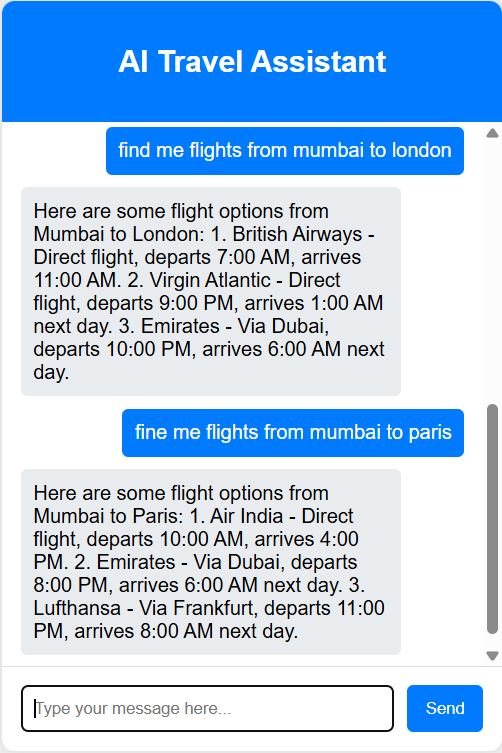 AI Travel Assistant
find me flights from mumbai to london
Here are some flight options from
Mumbai to London: 1. British Airways -
Direct flight, departs 7:00 AM, arrives
11:00 AM. 2. Virgin Atlantic - Direct
flight, departs 9:00 PM, arrives 1:00 AM
next day. 3. Emirates - Via Dubai,
departs 10:00 PM, arrives 6:00 AM next
day.
fine me flights from mumbai to paris
Here are some flight options from
Mumbai to Paris: 1. Air India - Direct
flight, departs 10:00 AM, arrives 4:00
PM. 2. Emirates - Via Dubai, departs
8:00 PM, arrives 6:00 AM next day. 3.
Lufthansa - Via Frankfurt, departs 11:00
PM, arrives 8:00 AM next day.
Type your message here...
Send